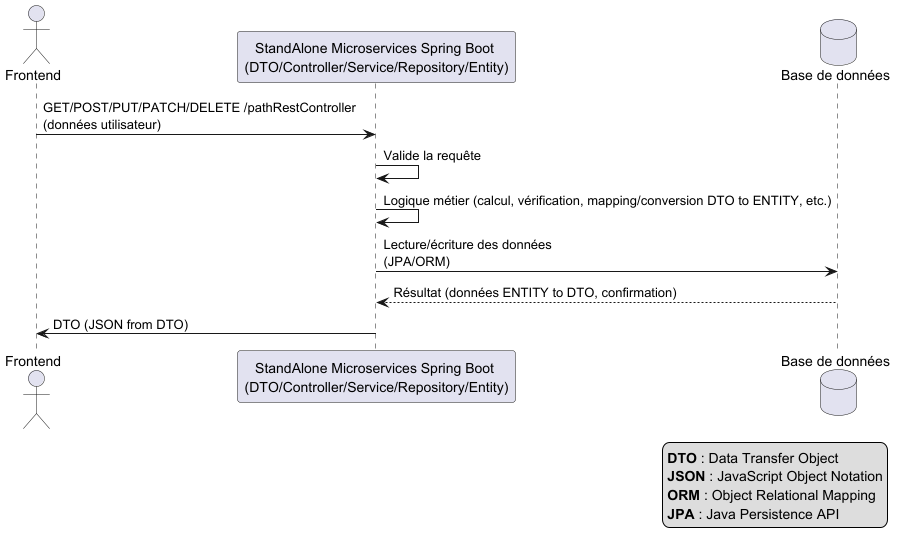 Frontend
StandAlone Microservices Spring Boot
(DTO/Controller/Service/Repository/Entity)
Base de données
GET/POST/PUT/PATCH/DELETE /pathRestController
(données utilisateur)
Valide la requête
Logique métier (calcul, vérification, mapping/conversion DTO to ENTITY, etc.)
Lecture/écriture des données
(JPA/ORM)
Résultat (données ENTITY to DTO, confirmation)
DTO (JSON from DTO)
Frontend
StandAlone Microservices Spring Boot
(DTO/Controller/Service/Repository/Entity)
Base de données
DTO : Data Transfer Object
JSON : JavaScript Object Notation
ORM : Object Relational Mapping
JPA : Java Persistence API